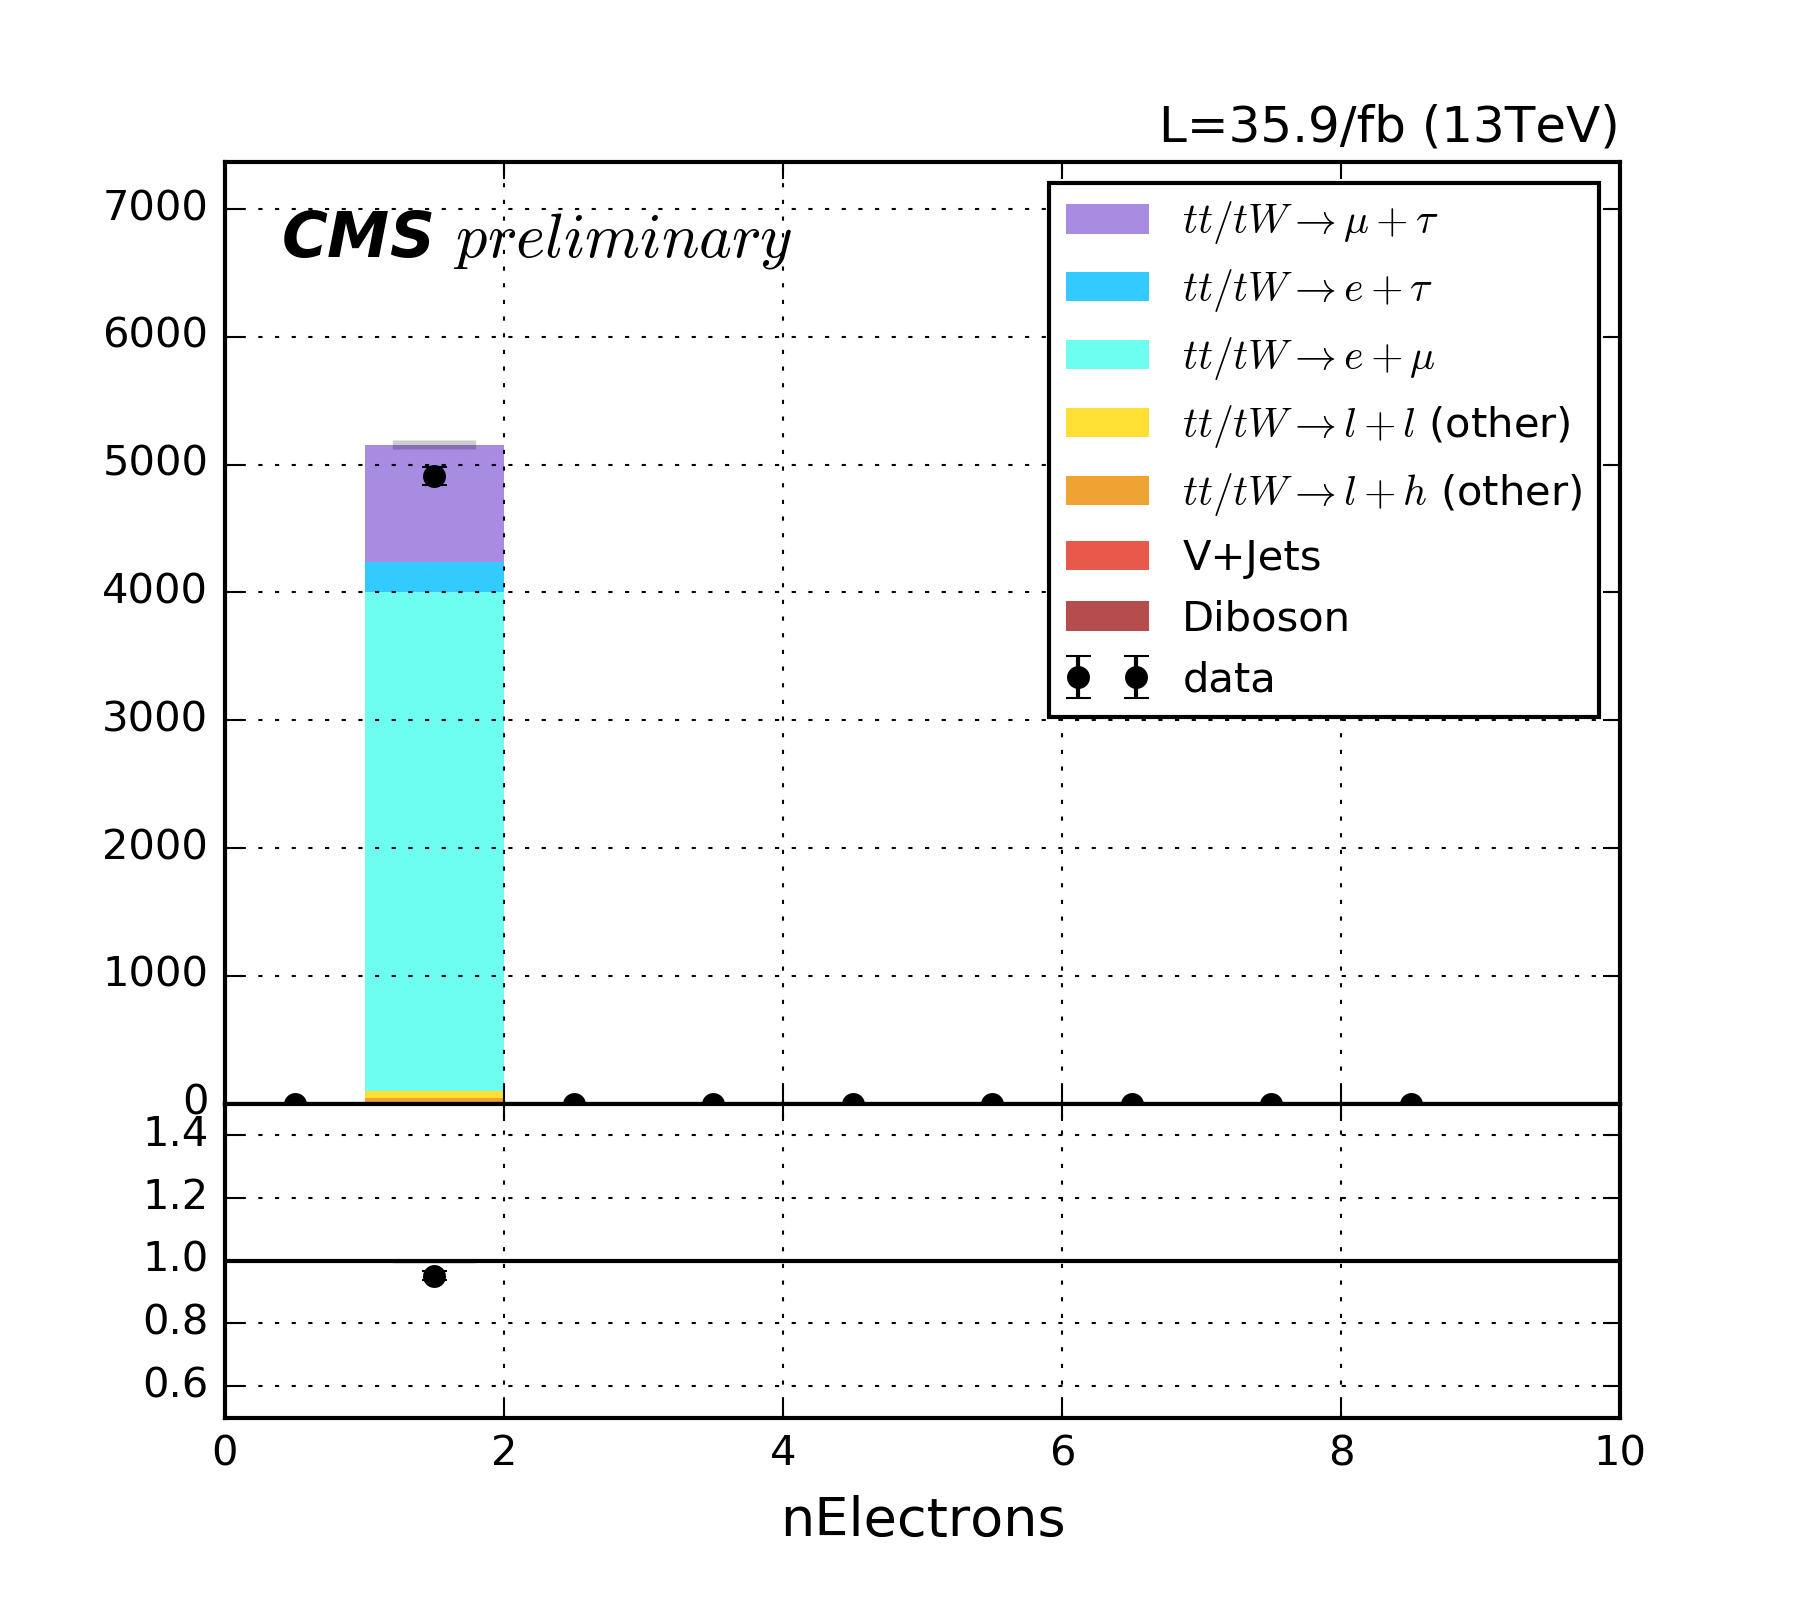 L=35.9/fb (13TeV)
CMS preliminary
7000
6000
5000
4000
3000
2000
1000
0
tt/tW→μ+τ
tt/tW→e+τ
tt/tW→e+μ
tt/tW→l+l (other)
tt/tW→l+h (other)
V+Jets
Diboson
data
1.4
1.2
1.0
0.8
0.6
0 2 4 6 8 10
nElectrons